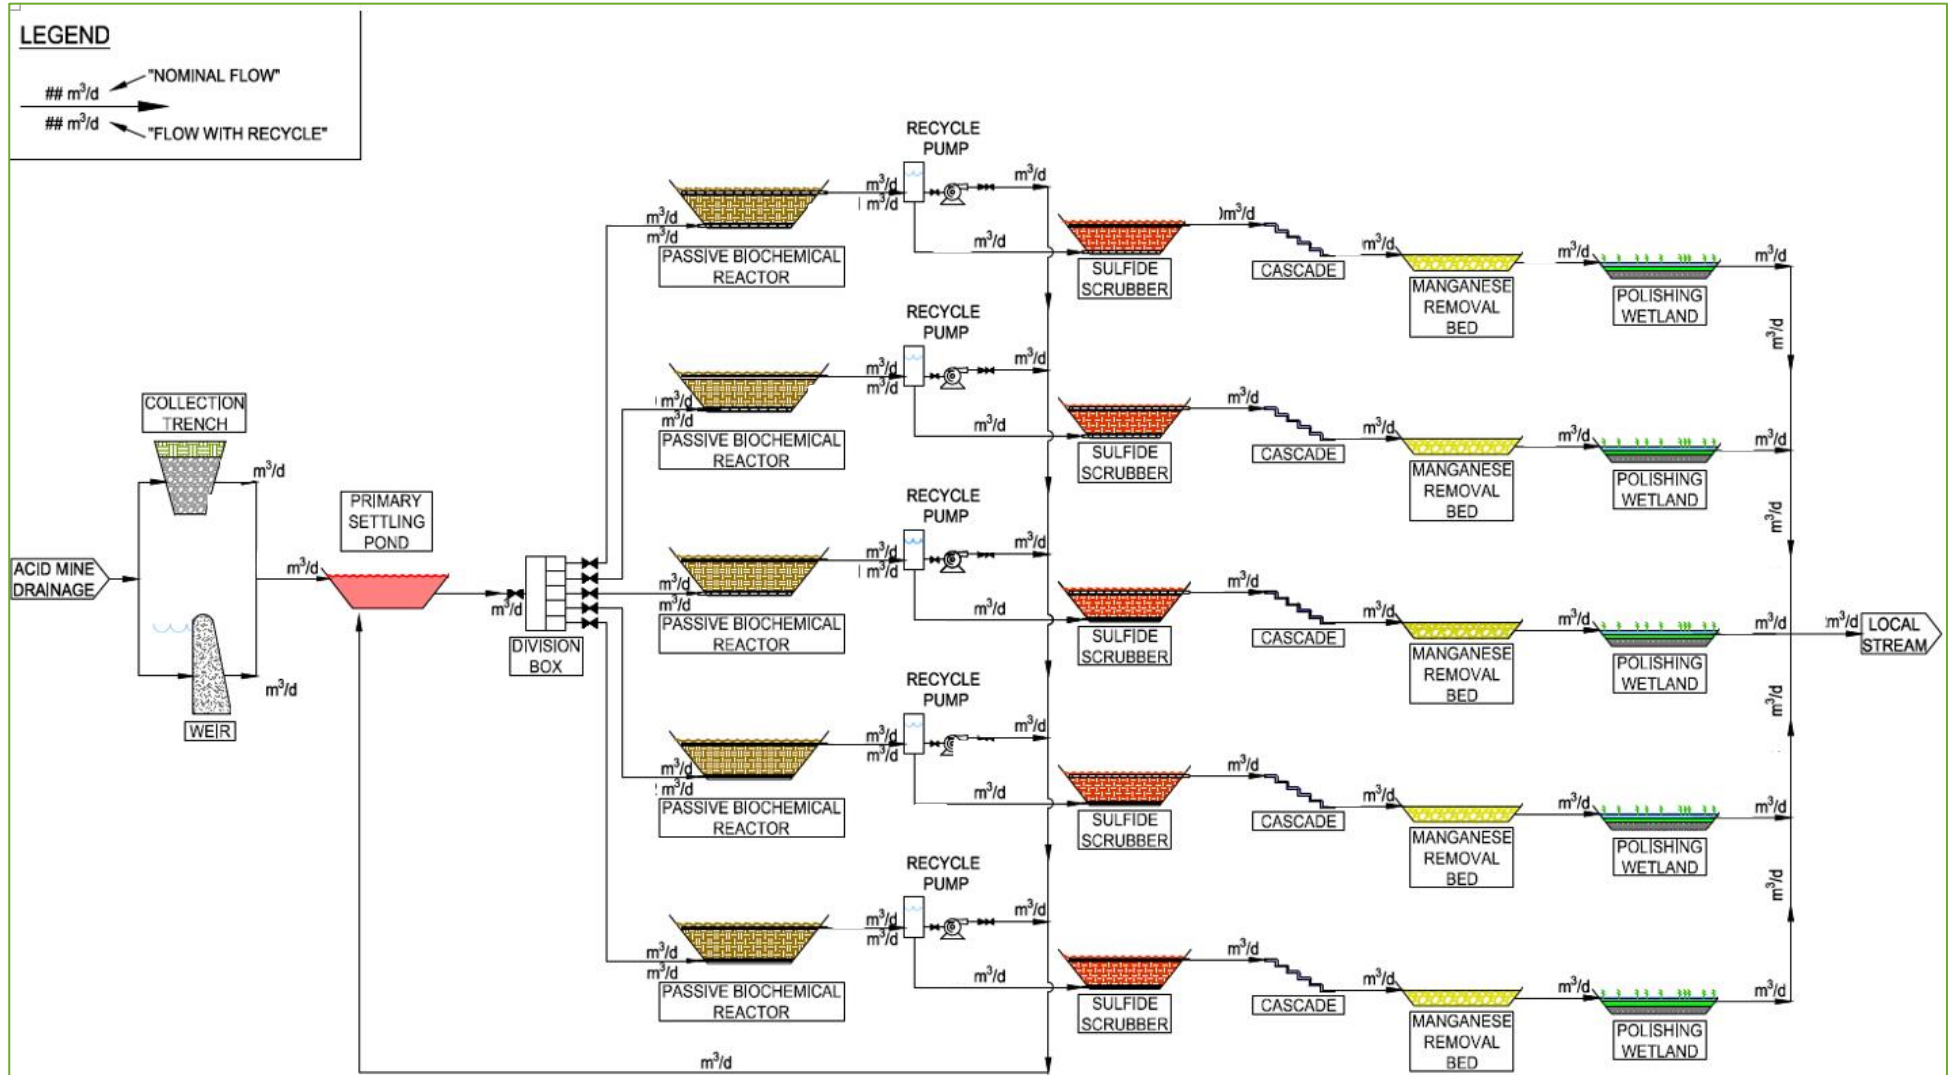 LEGEND
"NOMINAL FLOW"
## m³/d
## m³/d
"FLOW WITH RECYCLE"
ACID MINE
DRAINAGE
COLLECTION
TRENCH
m³/d
WEIR
m³/d
m³/d
PRIMARY
SETTLING
POND
m³/d
DIVISION
BOX
m³/d
m³/d
PASSIVE BIOCHEMICAL
REACTOR
m³/d
m³/d
RECYCLE
PUMP
m³/d
m³/d
SULFIDE
SCRUBBER
m³/d
CASCADE
m³/d
MANGANESE
REMOVAL
BED
m³/d
POLISHING
WETLAND
m³/d
m³/d
m³/d
m³/d
PASSIVE BIOCHEMICAL
REACTOR
m³/d
m³/d
RECYCLE
PUMP
m³/d
m³/d
SULFIDE
SCRUBBER
m³/d
CASCADE
m³/d
MANGANESE
REMOVAL
BED
m³/d
POLISHING
WETLAND
m³/d
m³/d
m³/d
m³/d
PASSIVE BIOCHEMICAL
REACTOR
m³/d
m³/d
RECYCLE
PUMP
m³/d
m³/d
SULFIDE
SCRUBBER
m³/d
CASCADE
m³/d
MANGANESE
REMOVAL
BED
m³/d
POLISHING
WETLAND
m³/d
m³/d
LOCAL
STREAM
m³/d
m³/d
m³/d
PASSIVE BIOCHEMICAL
REACTOR
m³/d
m³/d
RECYCLE
PUMP
m³/d
m³/d
SULFIDE
SCRUBBER
m³/d
CASCADE
m³/d
MANGANESE
REMOVAL
BED
m³/d
POLISHING
WETLAND
m³/d
m³/d
m³/d
m³/d
PASSIVE BIOCHEMICAL
REACTOR
m³/d
m³/d
RECYCLE
PUMP
m³/d
m³/d
SULFIDE
SCRUBBER
m³/d
CASCADE
m³/d
MANGANESE
REMOVAL
BED
m³/d
POLISHING
WETLAND
m³/d
m³/d